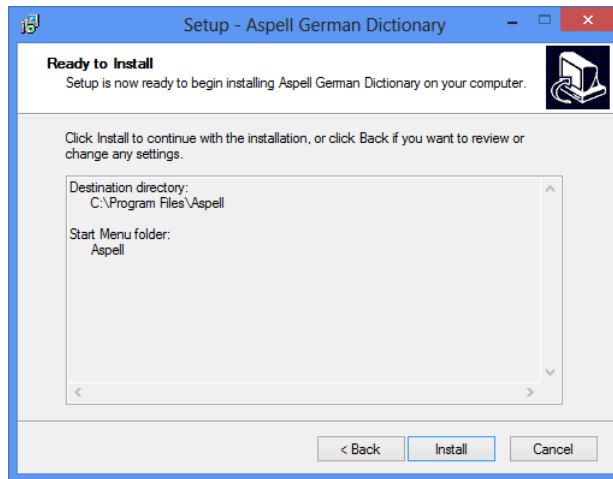 Setup - Aspell German Dictionary
Ready to Install
Setup is now ready to begin installing Aspell German Dictionary on your computer.
Click Install to continue with the installation, or click Back if you want to review or
change any settings.
Destination directory:
C:\Program Files\Aspell
Start Menu folder:
Aspell
< Back
Install
Cancel